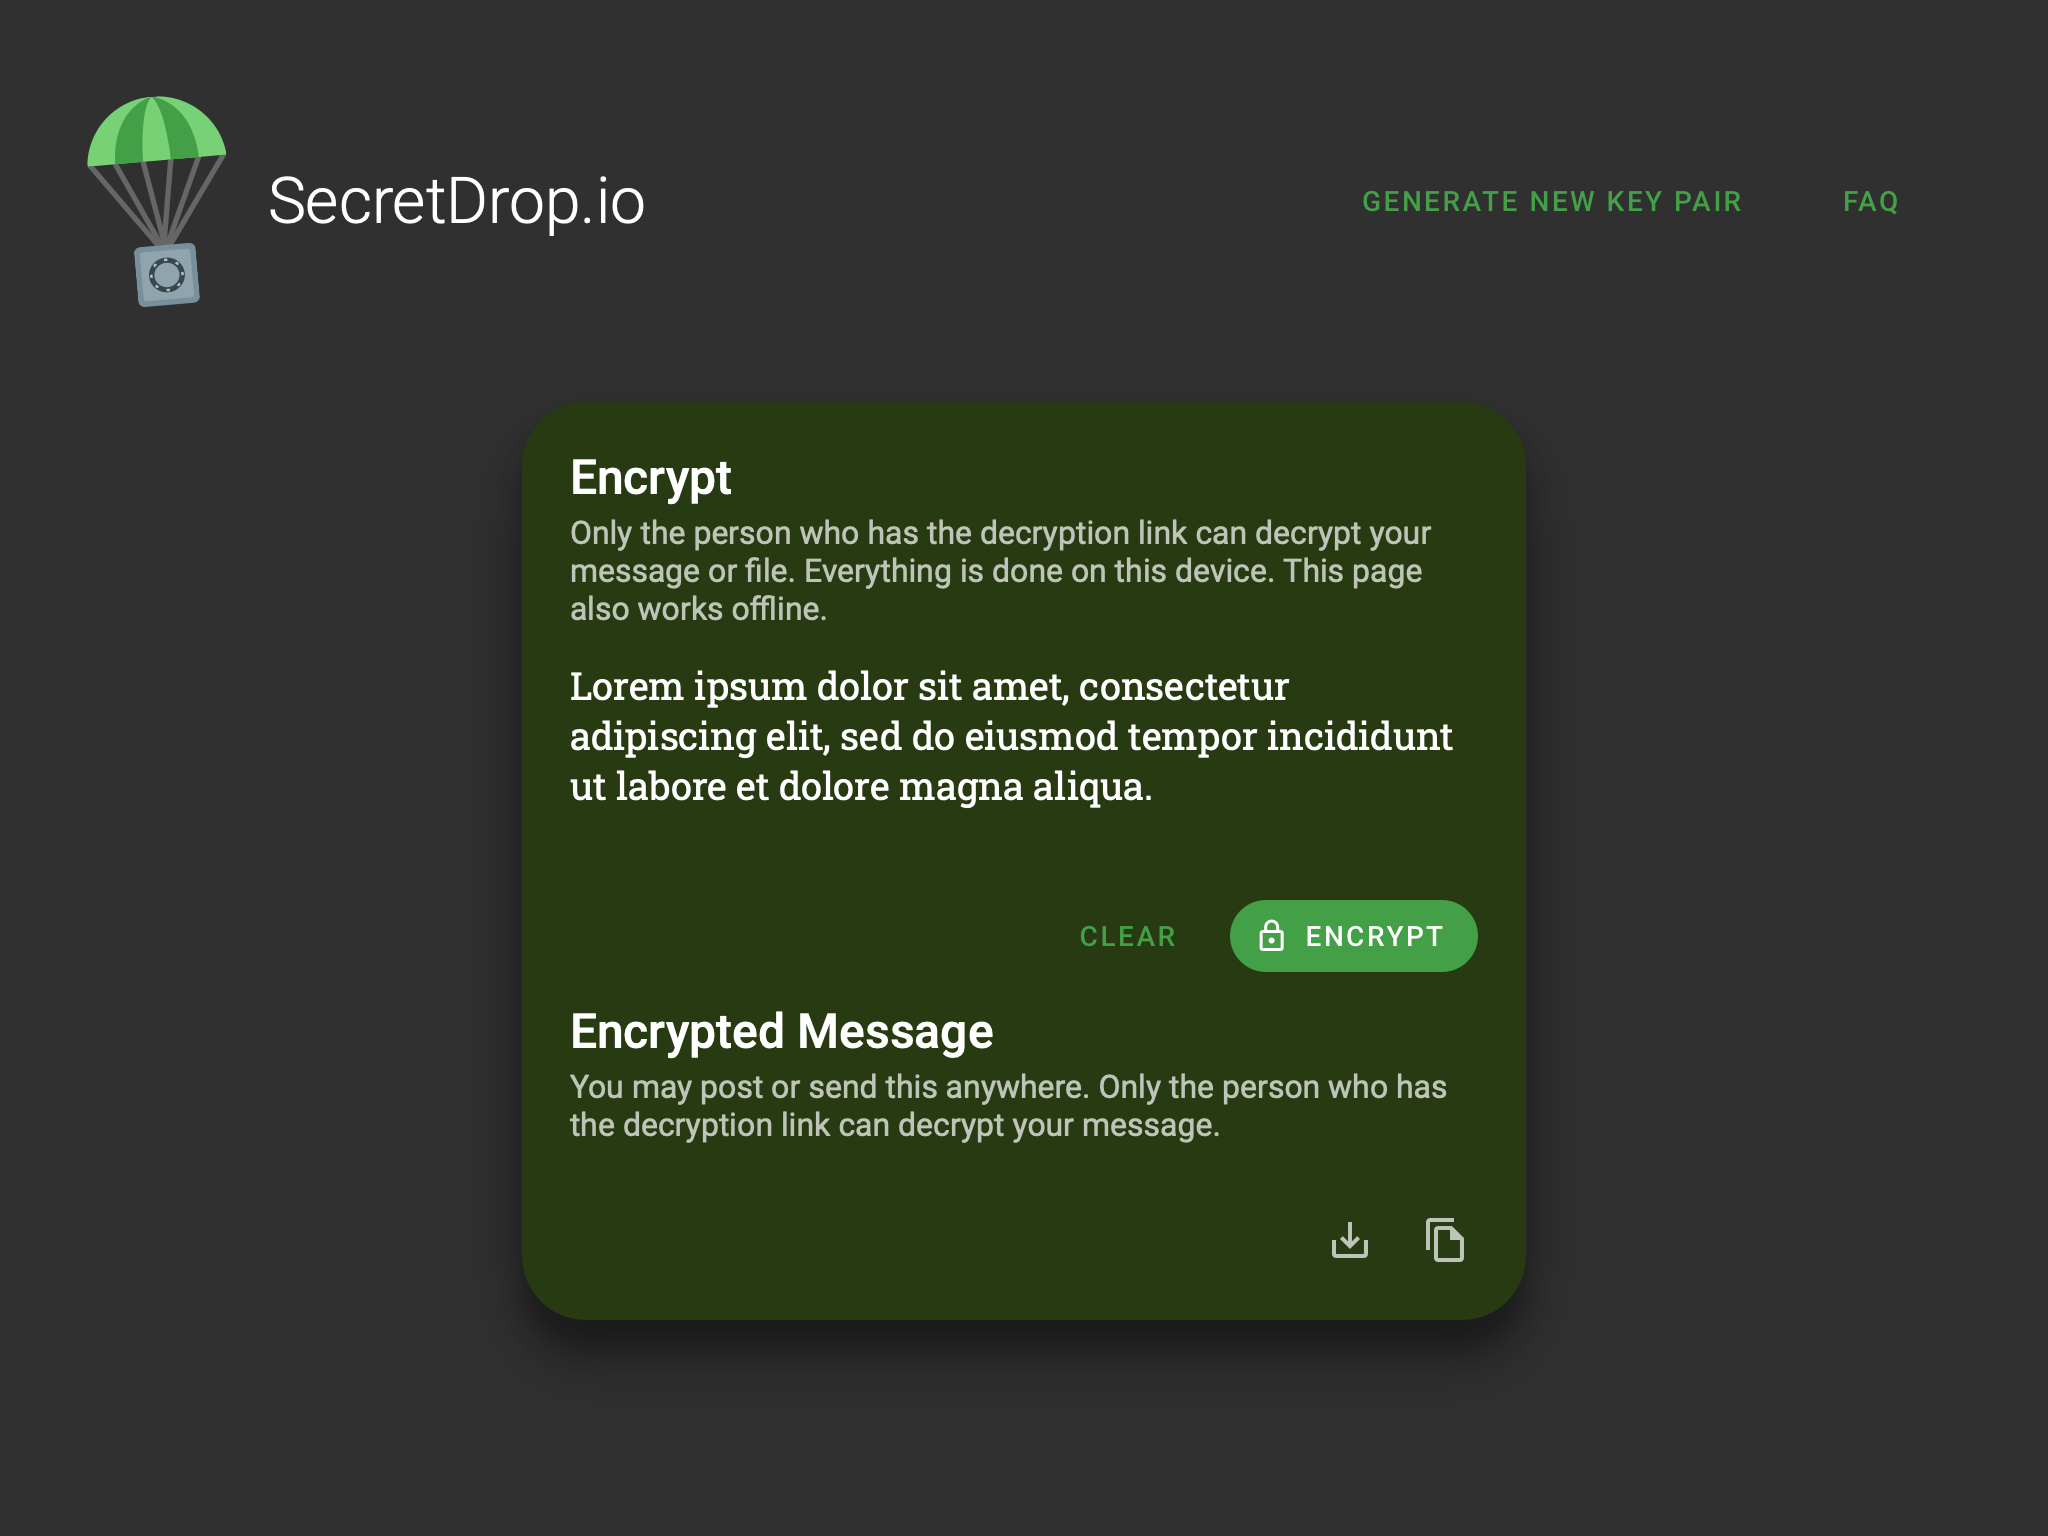 SecretDrop.io
GENERATE NEW KEY PAIR
FAQ
Encrypt
Only the person who has the decryption link can decrypt your
message or file. Everything is done on this device. This page
also works offline.
Lorem ipsum dolor sit amet, consectetur
adipiscing elit, sed do eiusmod tempor incididunt
ut labore et dolore magna aliqua.
CLEAR
ENCRYPT
Encrypted Message
You may post or send this anywhere. Only the person who has
the decryption link can decrypt your message.